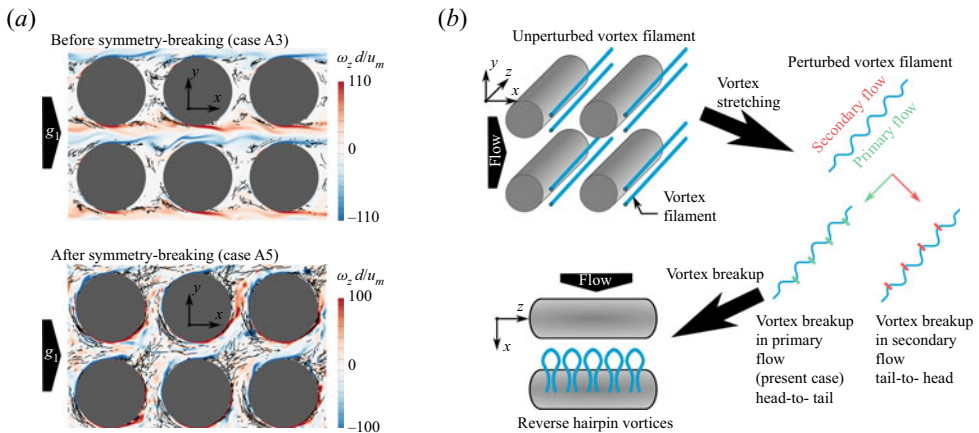 (a)
Before symmetry-breaking (case A3)
ω_z d/u_m
110
0
–110
g₁
y
x
After symmetry-breaking (case A5)
ω_z d/u_m
100
0
–100
g₁
y
x
(b)
Unperturbed vortex filament
y
z
x
Flow
Vortex
filament
Vortex
stretching
Perturbed vortex filament
Secondary flow
Primary flow
Vortex breakup
Vortex breakup
in primary
flow
(present case)
head-to- tail
Vortex breakup
in secondary
flow
tail-to- head
Flow
z
x
Reverse hairpin vortices